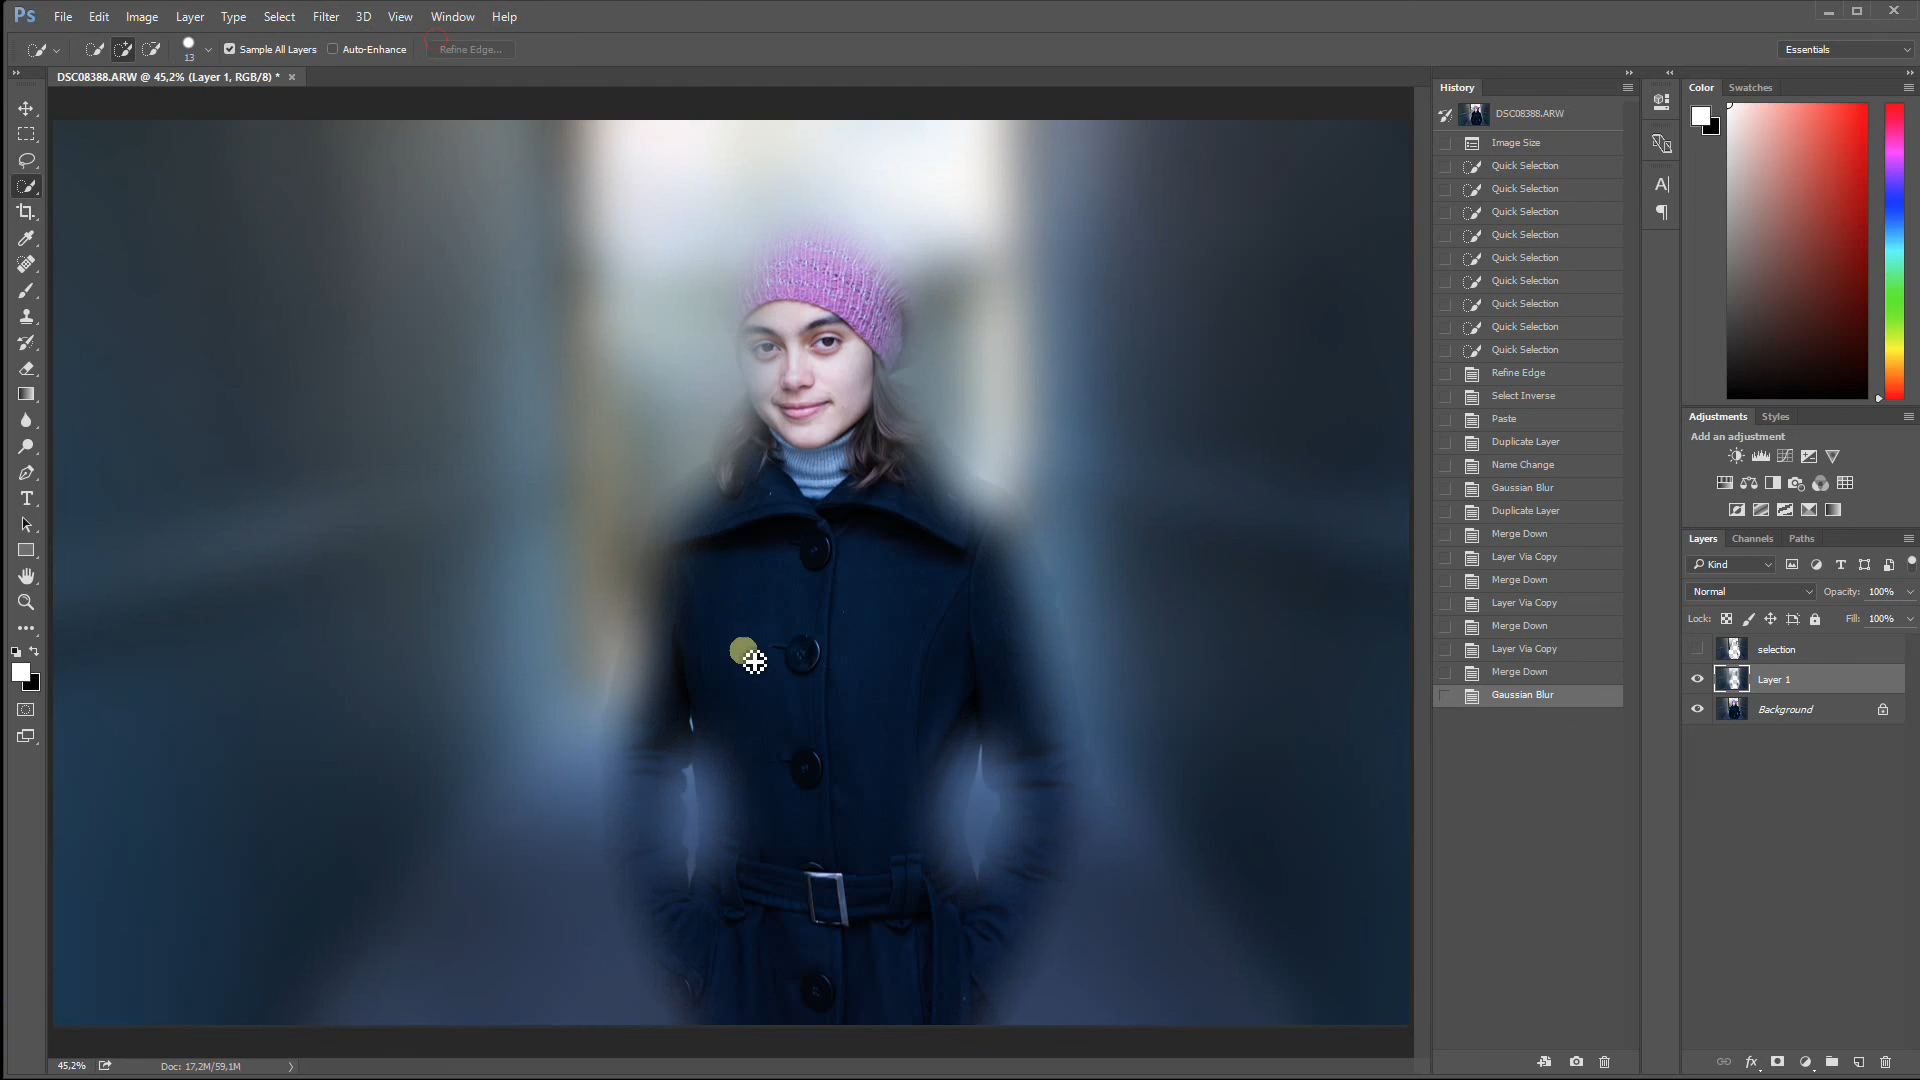 Ps File Edit Image Layer Type Select Filter 3D View Window Help
13 Sample All Layers Auto-Enhance Refine Edge... Essentials
DSC08388.ARW @ 45,2% (Layer 1, RGB/8) * ×
History
DSC08388.ARW
Image Size
Quick Selection
Quick Selection
Quick Selection
Quick Selection
Quick Selection
Quick Selection
Quick Selection
Quick Selection
Quick Selection
Refine Edge
Select Inverse
Paste
Duplicate Layer
Name Change
Gaussian Blur
Duplicate Layer
Merge Down
Layer Via Copy
Merge Down
Layer Via Copy
Merge Down
Layer Via Copy
Merge Down
Gaussian Blur
Color Swatches
Adjustments Styles
Add an adjustment
Layers Channels Paths
Kind
Normal Opacity: 100%
Lock: Fill: 100%
selection
Layer 1
Background
fx
45,2% Doc: 17,2M/59,1M